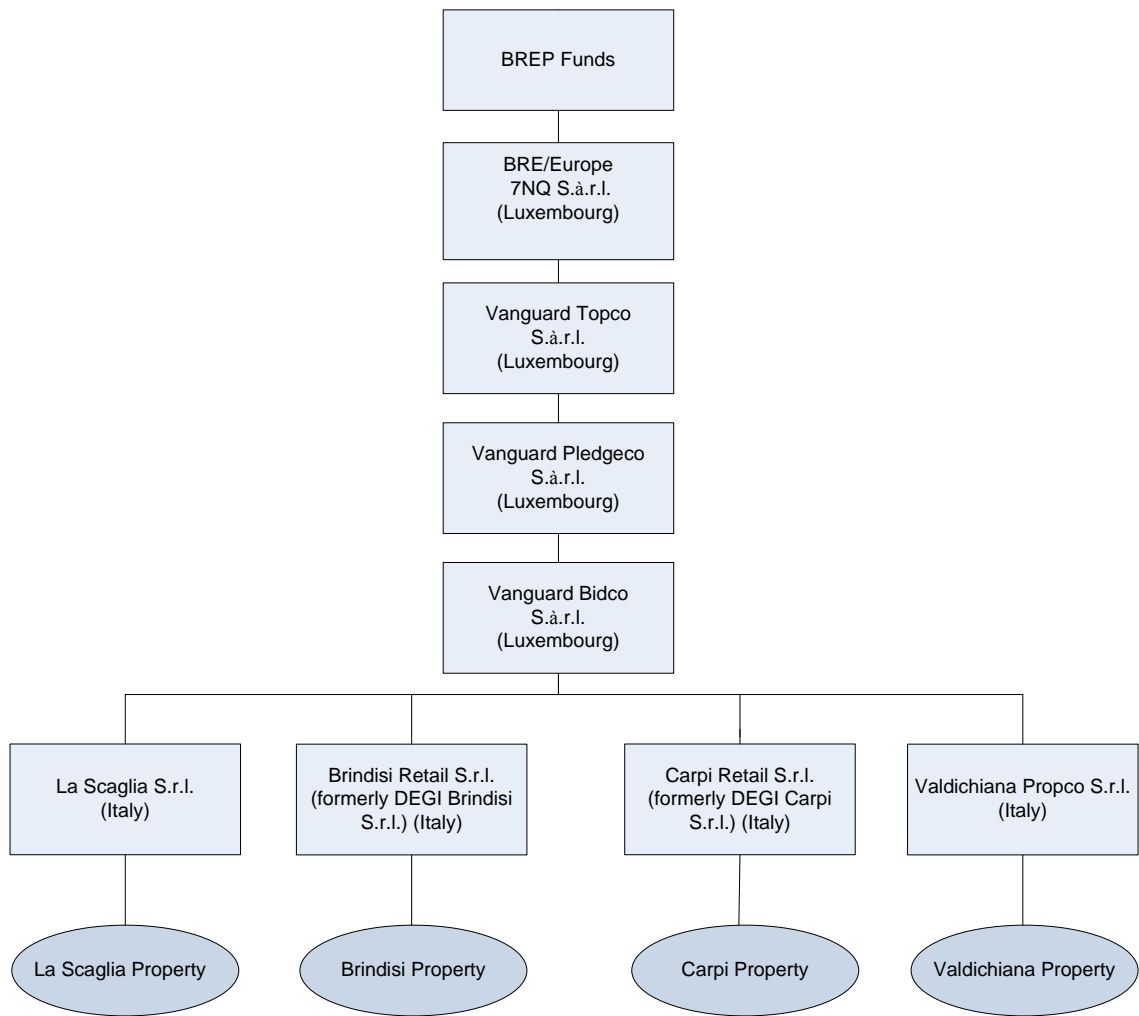 BREP Funds
BRE/Europe
7NQ S.à.r.l.
(Luxembourg)
Vanguard Topco
S.à.r.l.
(Luxembourg)
Vanguard Pledgeco
S.à.r.l.
(Luxembourg)
Vanguard Bidco
S.à.r.l.
(Luxembourg)
La Scaglia S.r.l.
(Italy)
Brindisi Retail S.r.l.
(formerly DEGI Brindisi
S.r.l.) (Italy)
Carpi Retail S.r.l.
(formerly DEGI Carpi
S.r.l.) (Italy)
Valdichiana Propco S.r.l.
(Italy)
La Scaglia Property
Brindisi Property
Carpi Property
Valdichiana Property